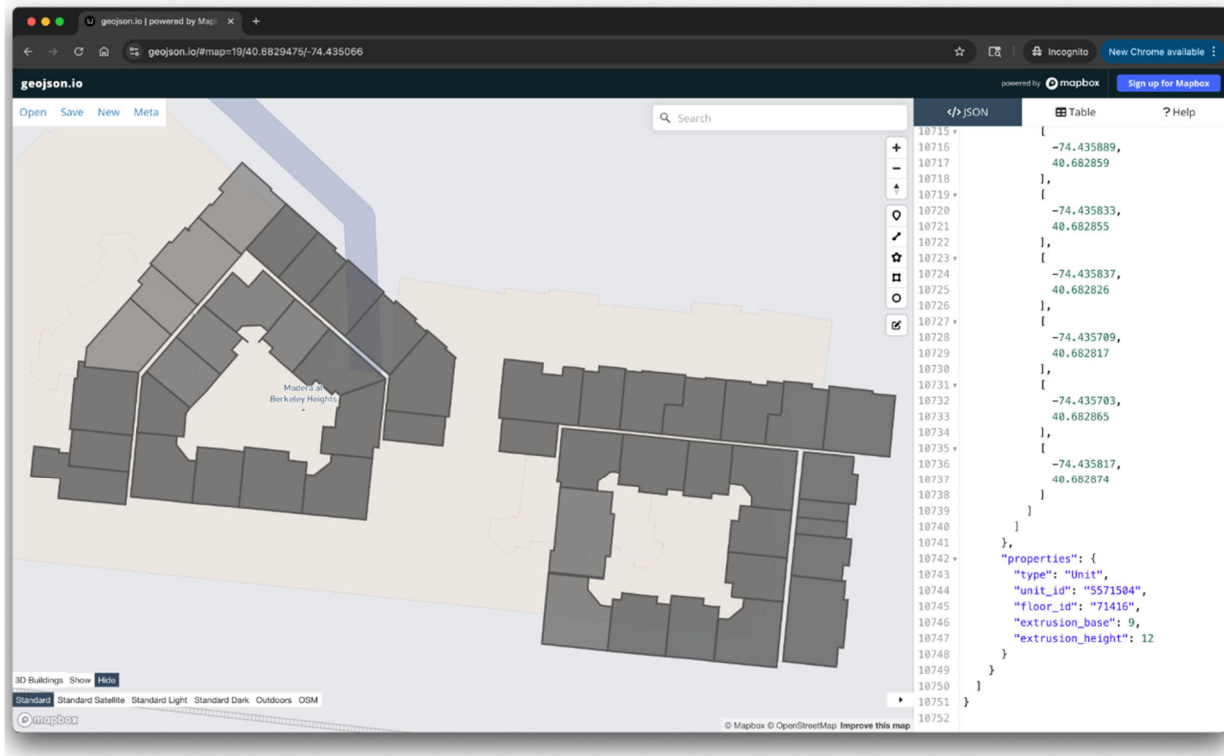 geojson.io | powered by Map
geojson.io/#map=19/40.6829475/-74.435066
Incognito
New Chrome available
geojson.io
powered by mapbox
Sign up for Mapbox
Open Save New Meta
Search
</> JSON
Table
? Help
Modera at
Berkeley Heights
10715 [
10716 -74.435889,
10717 40.682859
10718 ],
10719 [
10720 -74.435833,
10721 40.682855
10722 ],
10723 [
10724 -74.435837,
10725 40.682826
10726 ],
10727 [
10728 -74.435709,
10729 40.682817
10730 ],
10731 [
10732 -74.435703,
10733 40.682865
10734 ],
10735 [
10736 -74.435817,
10737 40.682874
10738 ]
10739 ]
10740 ]
10741 },
10742 "properties": {
10743 "type": "Unit",
10744 "unit_id": "5571504",
10745 "floor_id": "71416",
10746 "extrusion_base": 9,
10747 "extrusion_height": 12
10748 }
10749 }
10750 ]
10751 }
10752
3D Buildings Show Hide
Standard Standard Satellite Standard Light Standard Dark Outdoors OSM
mapbox
© Mapbox © OpenStreetMap Improve this map